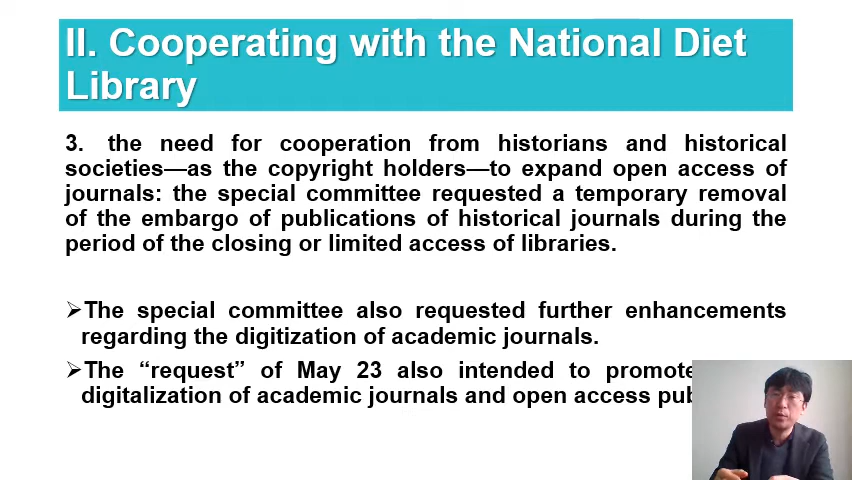 II. Cooperating with the National Diet
Library
3. the need for cooperation from historians and historical
societies—as the copyright holders—to expand open access of
journals: the special committee requested a temporary removal
of the embargo of publications of historical journals during the
period of the closing or limited access of libraries.
➢The special committee also requested further enhancements
regarding the digitization of academic journals.
➢The “request” of May 23 also intended to promote
digitalization of academic journals and open access